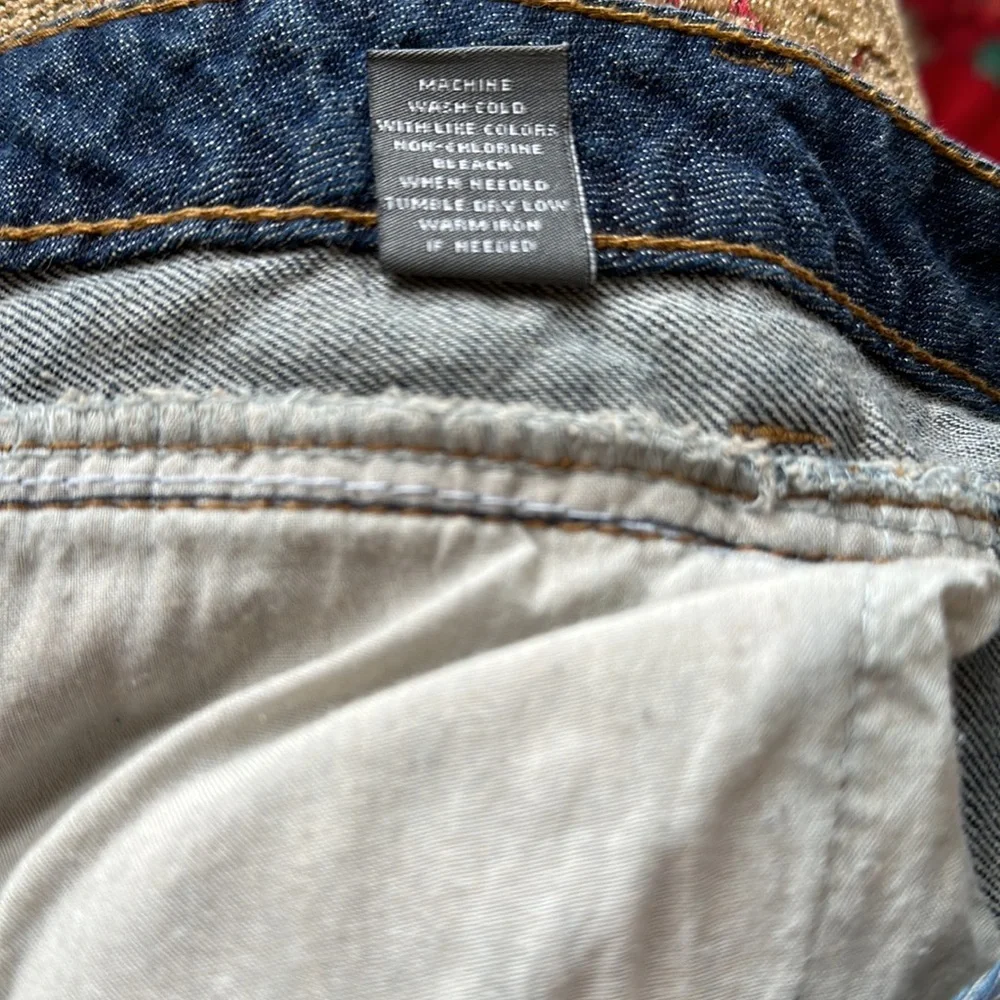 MACHINE
WASH COLD
WITH LIKE COLORS
NON-CHLORINE
BLEACH
WHEN NEEDED
TUMBLE DRY LOW
WARM IRON
IF NEEDED